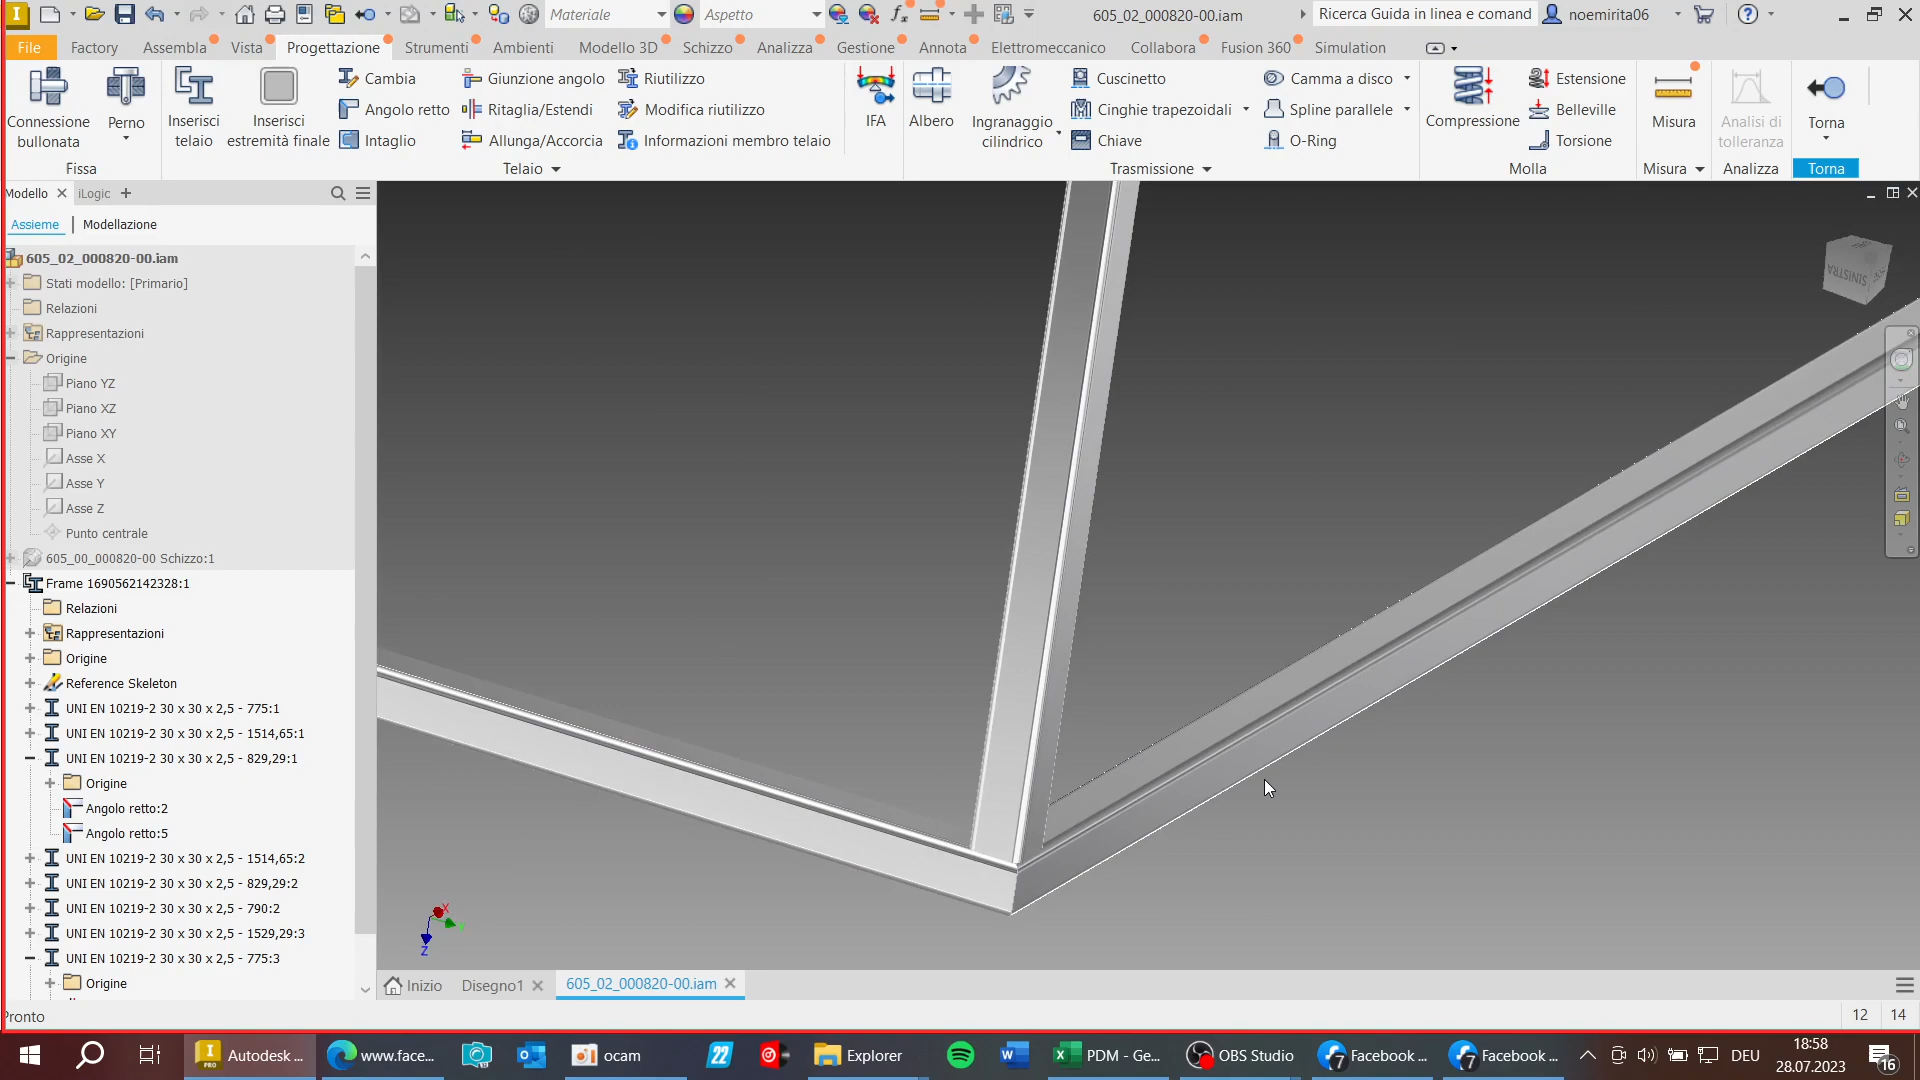 Materiale
Aspetto
605_02_000820-00.iam
Ricerca Guida in linea e comand
noemirita06
File
Factory
Assembla
Vista
Progettazione
Strumenti
Ambienti
Modello 3D
Schizzo
Analizza
Gestione
Annota
Elettromeccanico
Collabora
Fusion 360
Simulation
Connessione
bullonata
Perno
Inserisci
telaio
Inserisci
estremità finale
Cambia
Angolo retto
Intaglio
Giunzione angolo
Ritaglia/Estendi
Allunga/Accorcia
Riutilizzo
Modifica riutilizzo
Informazioni membro telaio
IFA
Albero
Ingranaggio
cilindrico
Cuscinetto
Cinghie trapezoidali
Chiave
Camma a disco
Spline parallele
O-Ring
Compressione
Estensione
Belleville
Torsione
Misura
Analisi di
tolleranza
Torna
Fissa
Telaio
Trasmissione
Molla
Misura
Analizza
Torna
Modello
iLogic
Assieme
Modellazione
605_02_000820-00.iam
Stati modello: [Primario]
Relazioni
Rappresentazioni
Origine
Piano YZ
Piano XZ
Piano XY
Asse X
Asse Y
Asse Z
Punto centrale
605_00_000820-00 Schizzo:1
Frame 1690562142328:1
Relazioni
Rappresentazioni
Origine
Reference Skeleton
UNI EN 10219-2 30 x 30 x 2,5 - 775:1
UNI EN 10219-2 30 x 30 x 2,5 - 1514,65:1
UNI EN 10219-2 30 x 30 x 2,5 - 829,29:1
Origine
Angolo retto:2
Angolo retto:5
UNI EN 10219-2 30 x 30 x 2,5 - 1514,65:2
UNI EN 10219-2 30 x 30 x 2,5 - 829,29:2
UNI EN 10219-2 30 x 30 x 2,5 - 790:2
UNI EN 10219-2 30 x 30 x 2,5 - 1529,29:3
UNI EN 10219-2 30 x 30 x 2,5 - 775:3
Origine
SINISTRA
X
Y
Z
Inizio
Disegno1
605_02_000820-00.iam
Pronto
12
14
Autodesk ...
www.face...
ocam
22
Explorer
PDM - Ge...
OBS Studio
Facebook ...
Facebook ...
DEU
18:58
28.07.2023
16